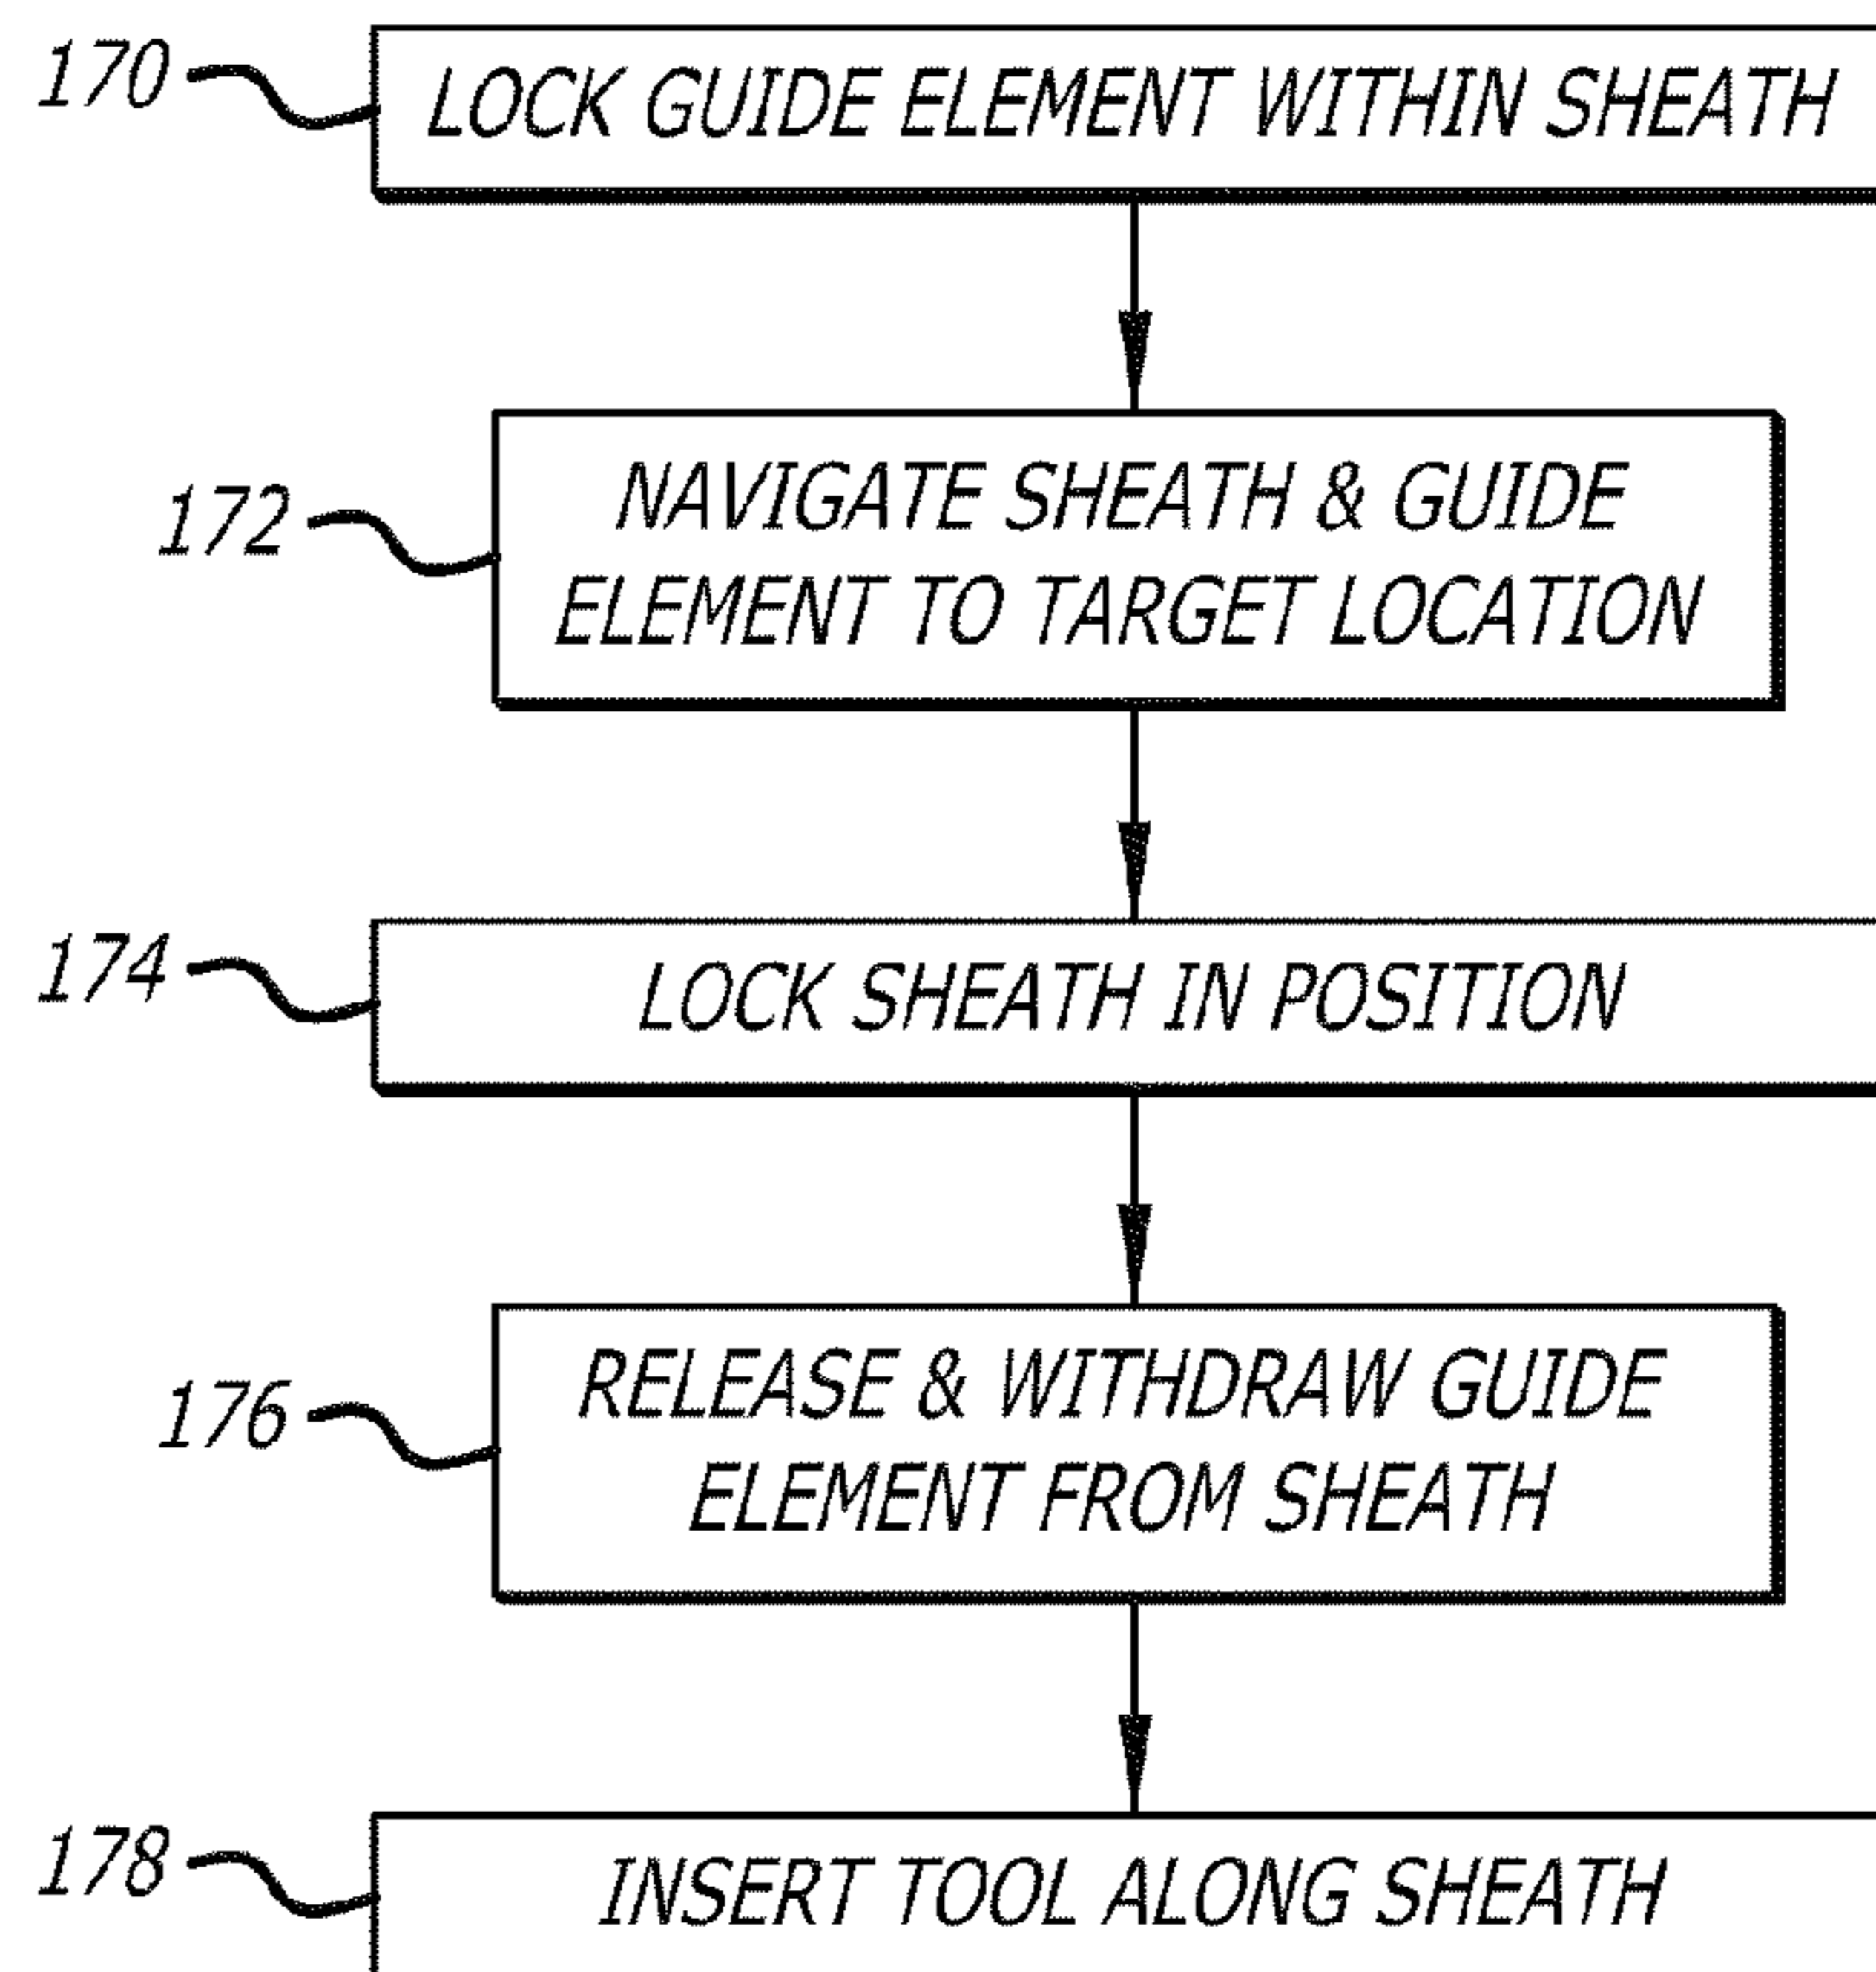 170 LOCK GUIDE ELEMENT WITHIN SHEATH
172 NAVIGATE SHEATH & GUIDE
ELEMENT TO TARGET LOCATION
174 LOCK SHEATH IN POSITION
176 RELEASE & WITHDRAW GUIDE
ELEMENT FROM SHEATH
178 INSERT TOOL ALONG SHEATH